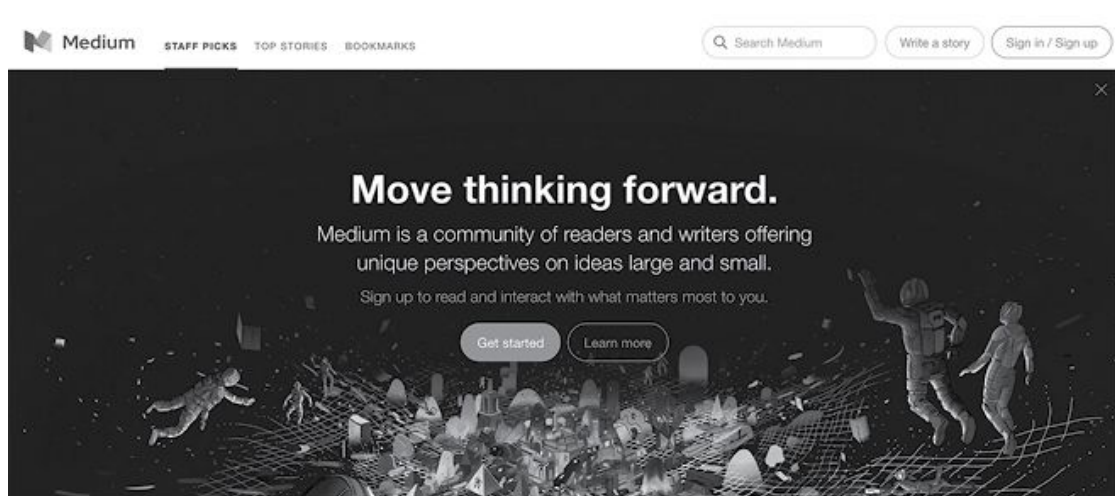 Medium
STAFF PICKS TOP STORIES BOOKMARKS
Search Medium
Write a story
Sign in / Sign up
Move thinking forward.
Medium is a community of readers and writers offering
unique perspectives on ideas large and small.
Sign up to read and interact with what matters most to you.
Get started
Learn more